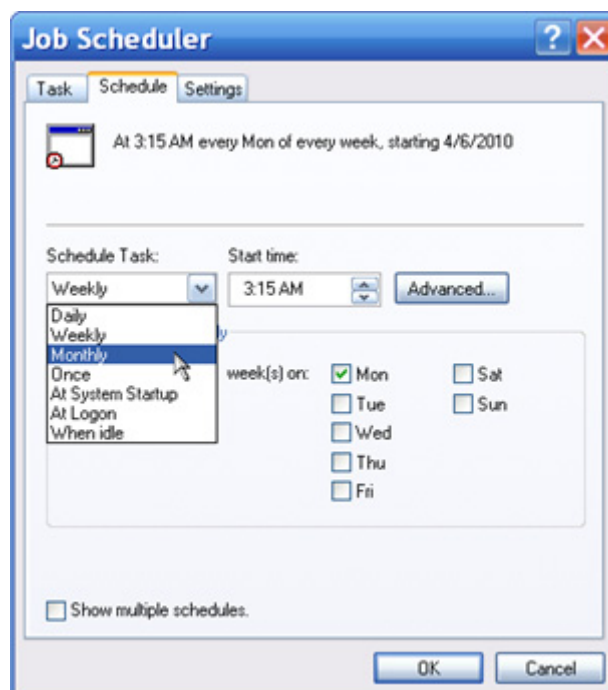 Job Scheduler
Task Schedule Settings
At 3:15 AM every Mon of every week, starting 4/6/2010
Schedule Task: Start time:
Weekly 3:15 AM Advanced...
Daily
Weekly
Monthly
Once
At System Startup
At Logon
When idle
week(s) on: Mon Sat
Tue Sun
Wed
Thu
Fri
Show multiple schedules.
OK Cancel